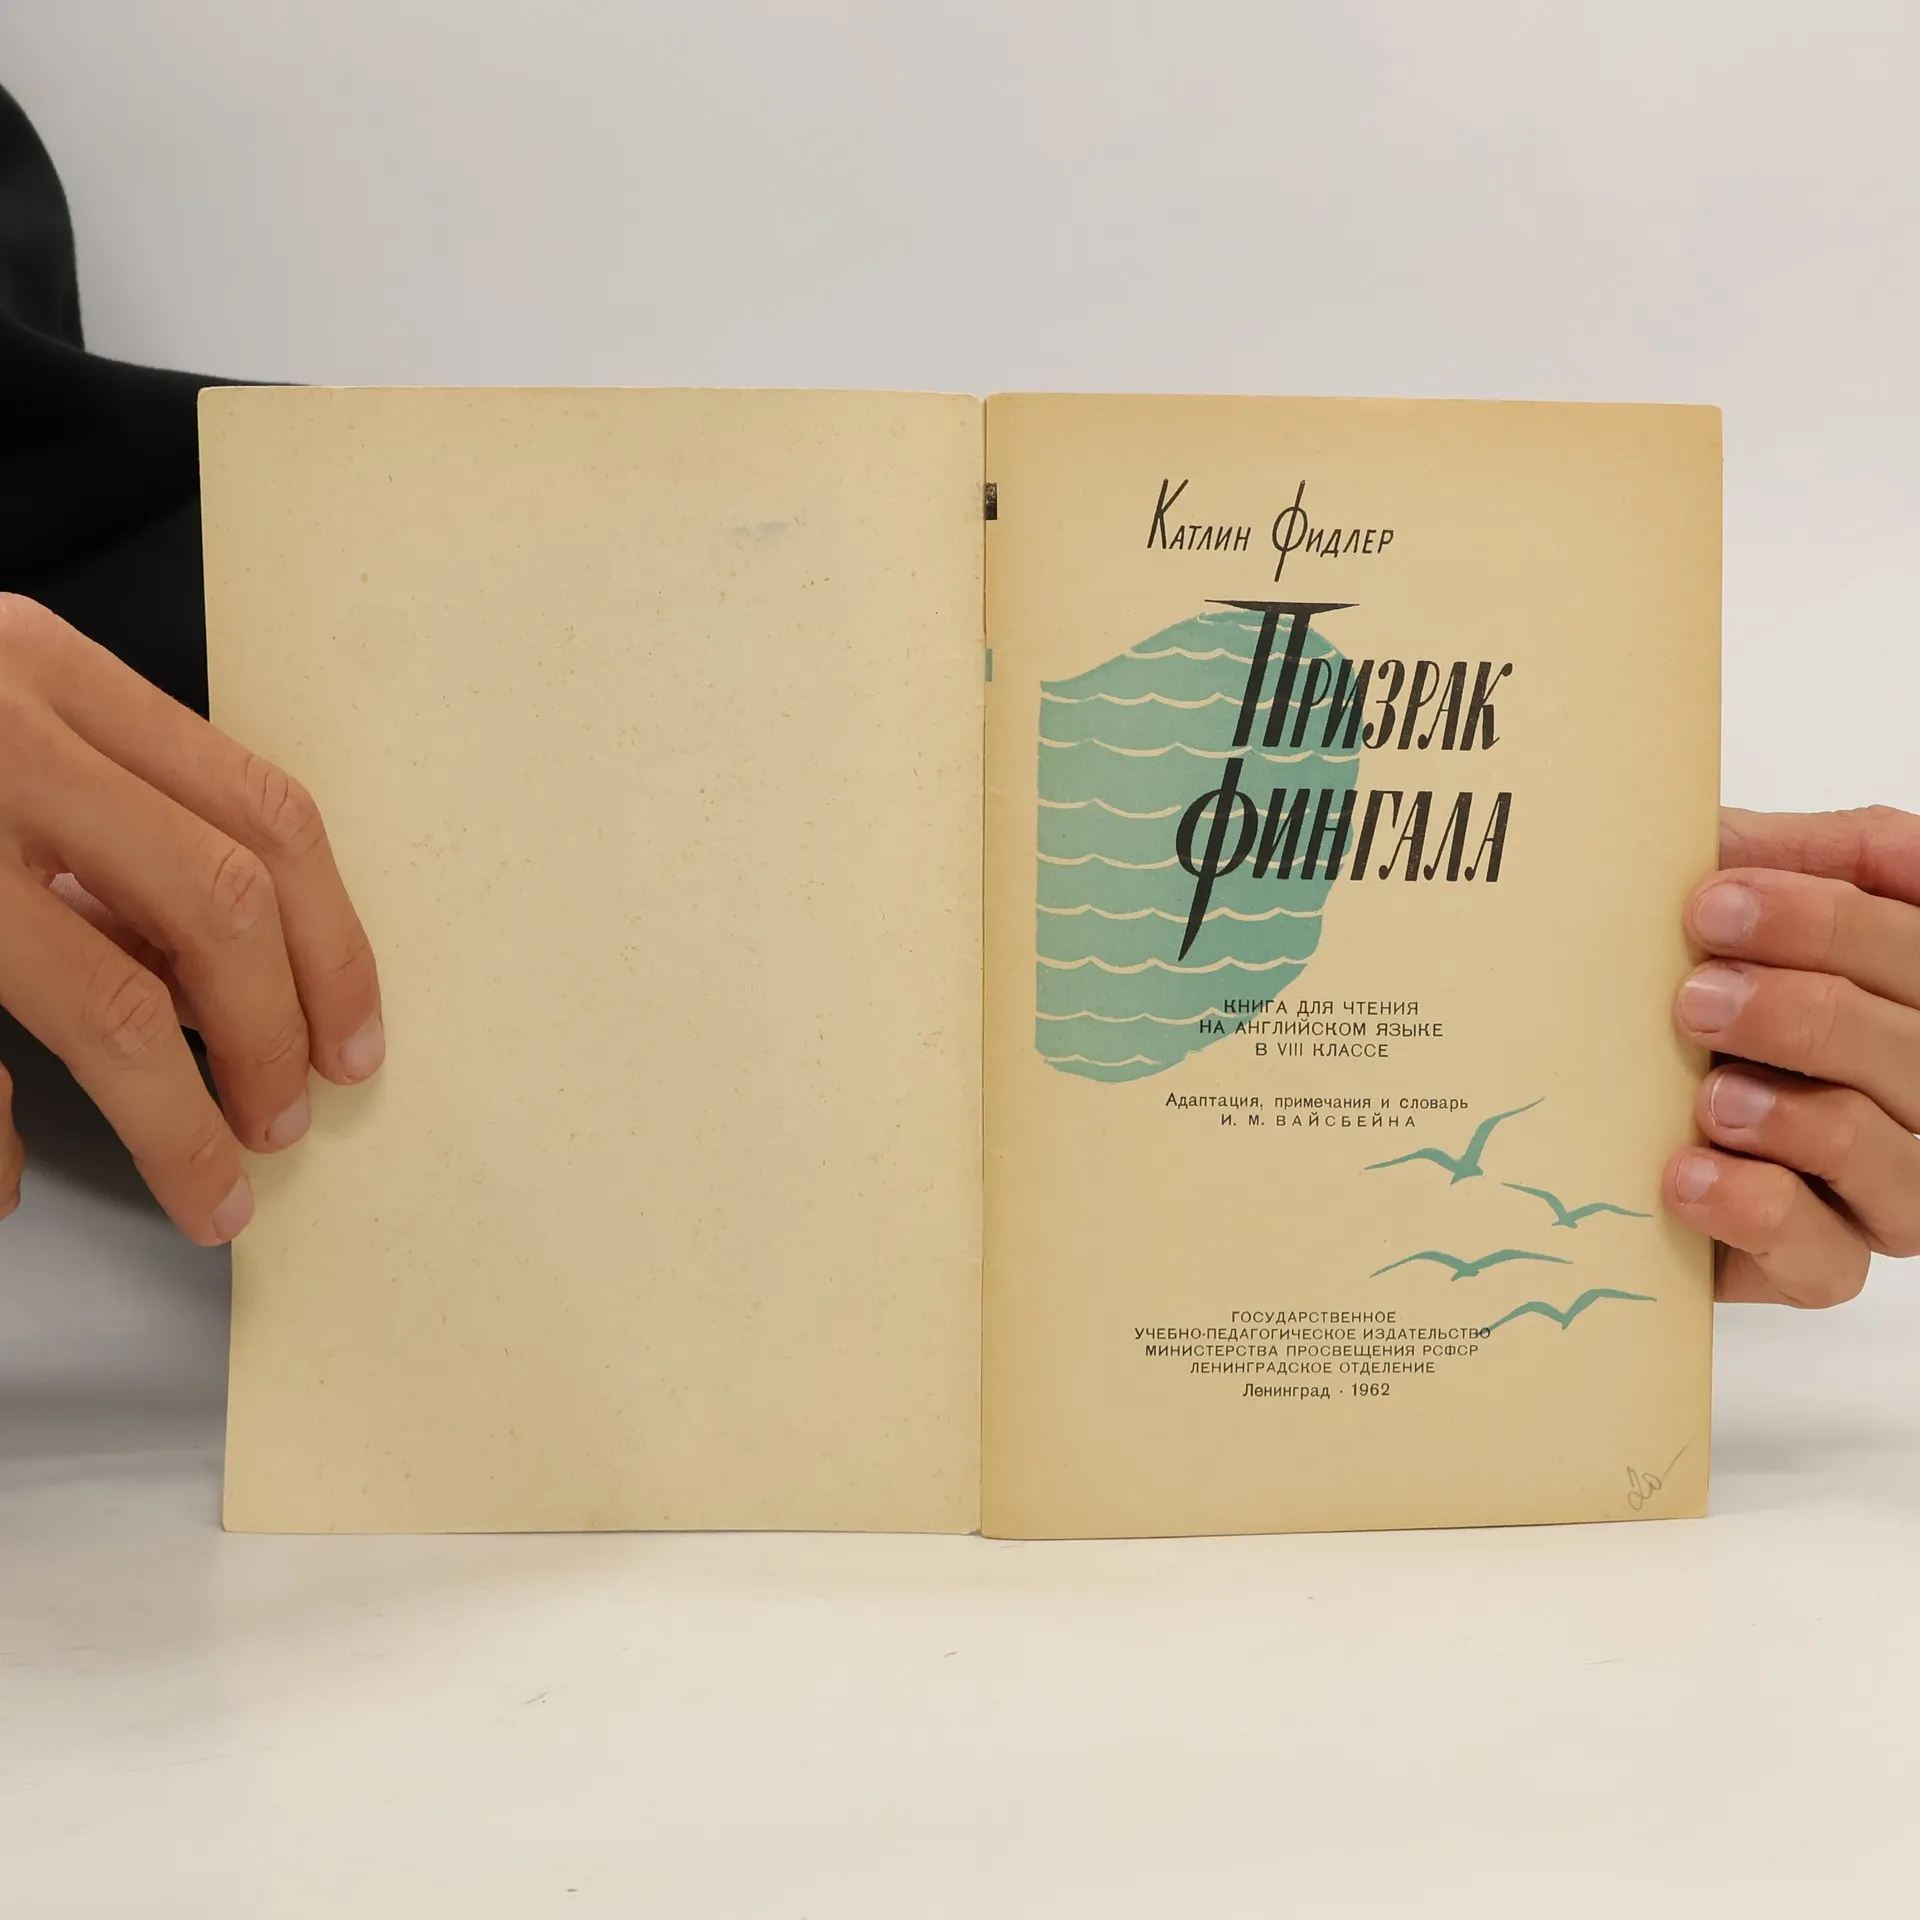 Катлин Фидлер
Призрак
Фингала
КНИГА ДЛЯ ЧТЕНИЯ
НА АНГЛИЙСКОМ ЯЗЫКЕ
В VIII КЛАССЕ
Адаптация, примечания и словарь
И. М. ВАЙСБЕЙНА
ГОСУДАРСТВЕННОЕ
УЧЕБНО-ПЕДАГОГИЧЕСКОЕ ИЗДАТЕЛЬСТВО
МИНИСТЕРСТВА ПРОСВЕЩЕНИЯ РСФСР
ЛЕНИНГРАДСКОЕ ОТДЕЛЕНИЕ
Ленинград · 1962